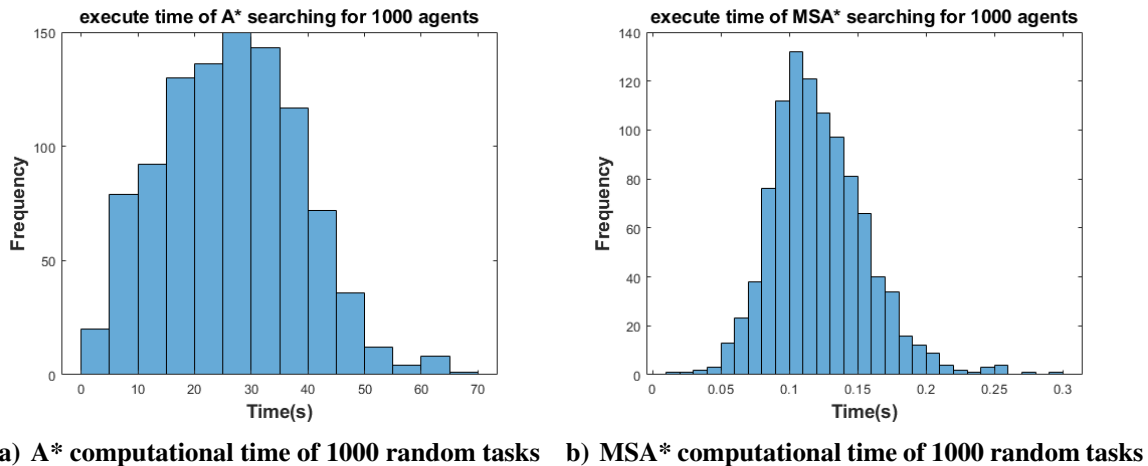 execute time of A* searching for 1000 agents
150
100
50
0
Frequency
0 10 20 30 40 50 60 70
Time(s)
a) A* computational time of 1000 random tasks
execute time of MSA* searching for 1000 agents
140
120
100
80
60
40
20
0
Frequency
0 0.05 0.1 0.15 0.2 0.25 0.3
Time(s)
b) MSA* computational time of 1000 random tasks